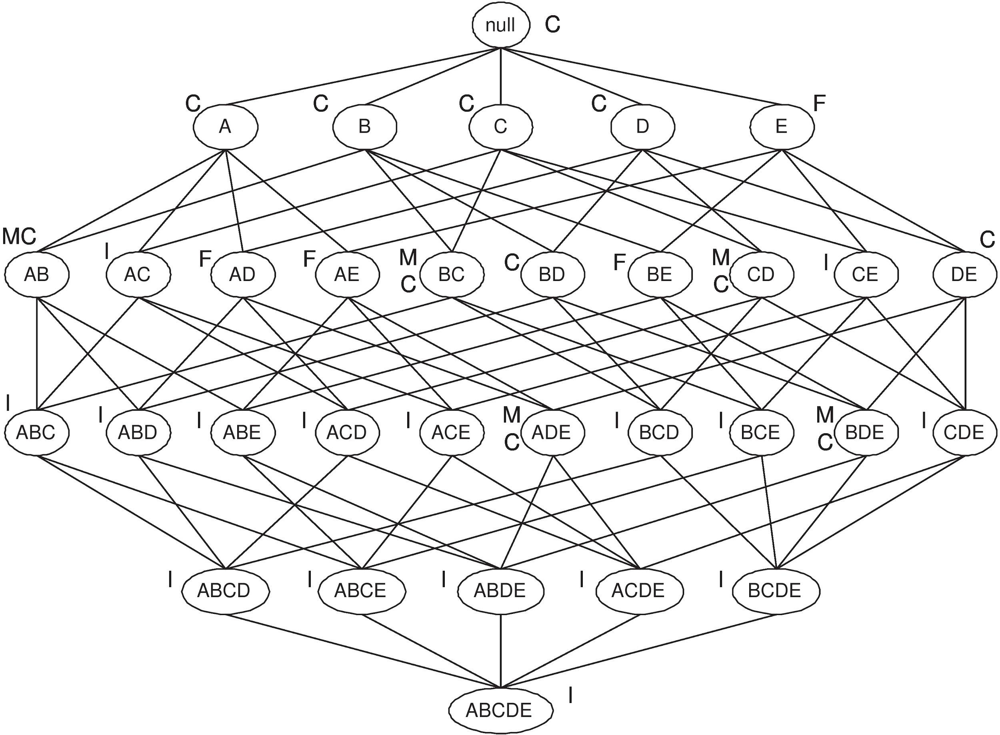 null C
C C C C F
A B C D E
MC I F F M C C F M C I C
AB AC AD AE BC BD BE CD CE DE
I I I I I M C I I M C I
ABC ABD ABE ACD ACE ADE BCD BCE BDE CDE
I I I I I
ABCD ABCE ABDE ACDE BCDE
I
ABCDE